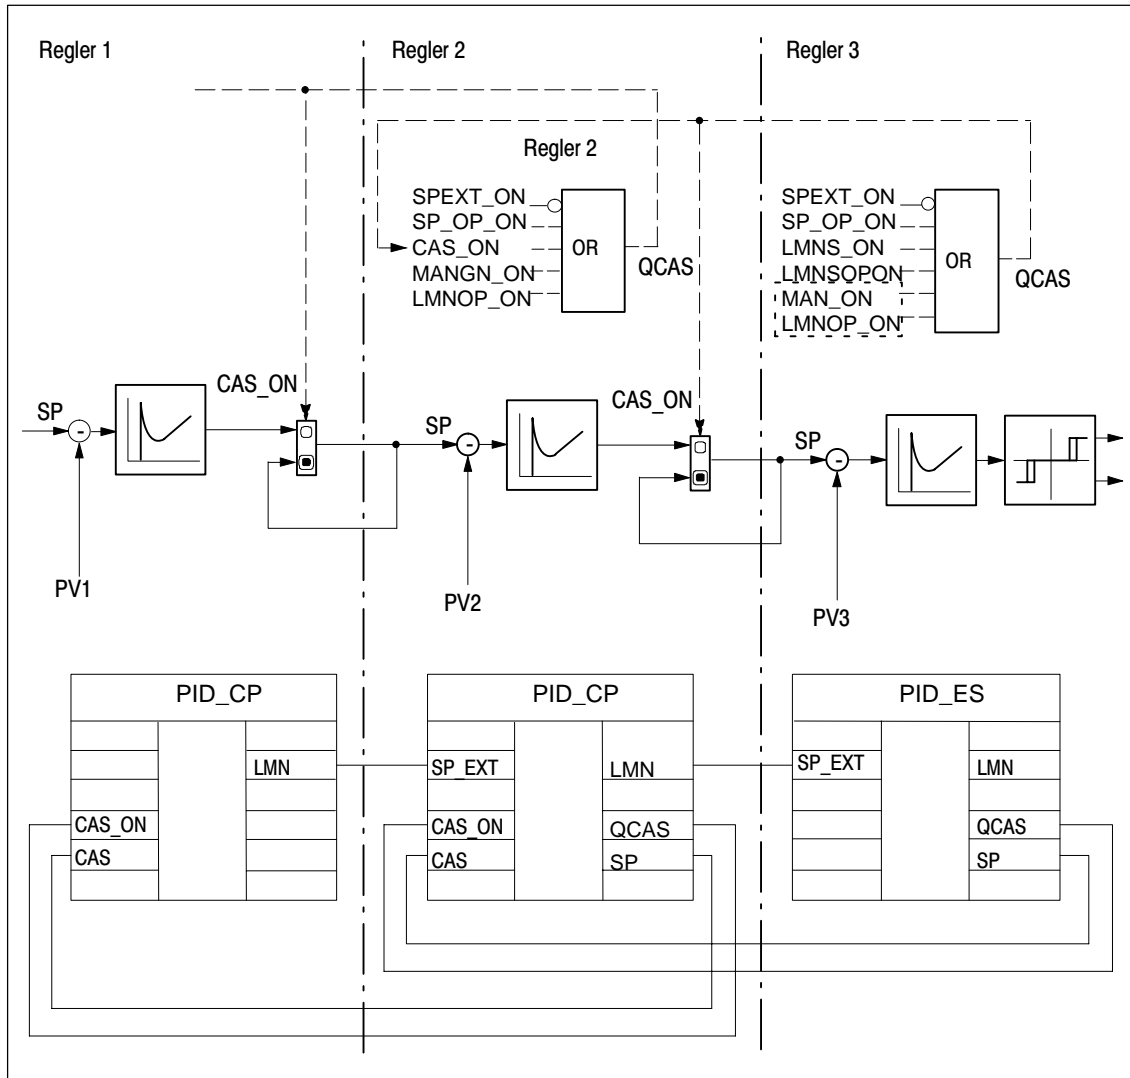 Regler 1
Regler 2
Regler 3
Regler 2
SPEXT_ON
SP_OP_ON
CAS_ON
MANGN_ON
LMNOP_ON
OR
QCAS
SPEXT_ON
SP_OP_ON
LMNS_ON
LMNSOPON
MAN_ON
LMNOP_ON
OR
QCAS
CAS_ON
SP
PV1
CAS_ON
SP
PV2
SP
PV3
PID_CP
LMN
CAS_ON
CAS
PID_CP
SP_EXT
LMN
CAS_ON
QCAS
CAS
SP
PID_ES
SP_EXT
LMN
QCAS
SP